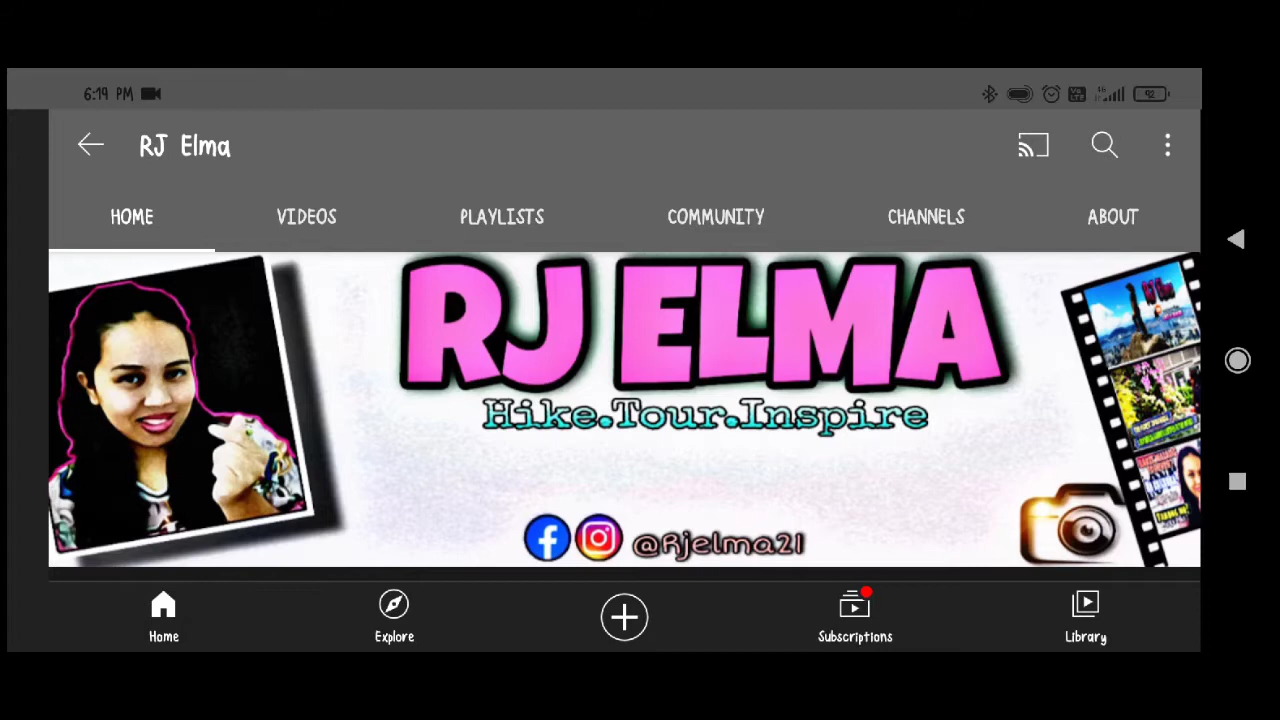 6:19 PM
92
RJ Elma
HOME VIDEOS PLAYLISTS COMMUNITY CHANNELS ABOUT
RJ ELMA
Hike.Tour.Inspire
@Rjelma21
Home Explore Subscriptions Library